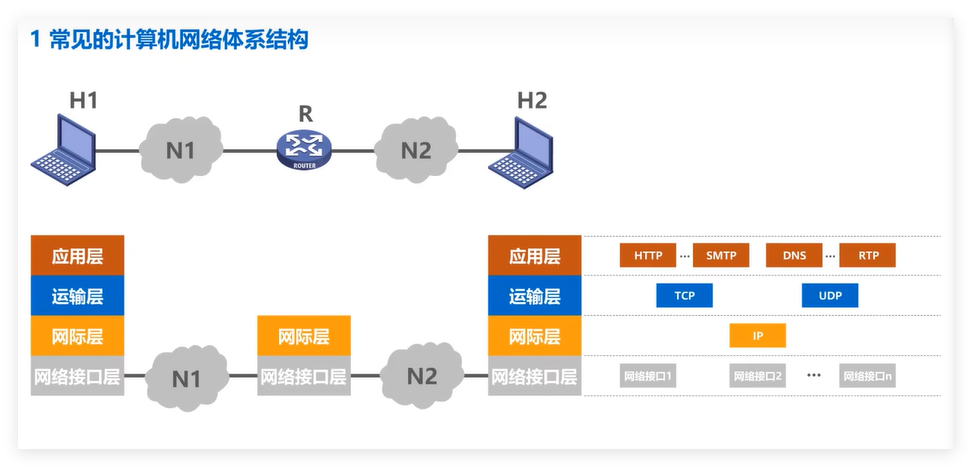 1 常见的计算机网络体系结构
H1
R
H2
N1
ROUTER
N2
应用层
应用层
HTTP ... SMTP DNS ... RTP
运输层
运输层
TCP UDP
网际层
网际层
网际层
IP
网络接口层
N1
网络接口层
N2
网络接口层
网络接口1 网络接口2 ... 网络接口n